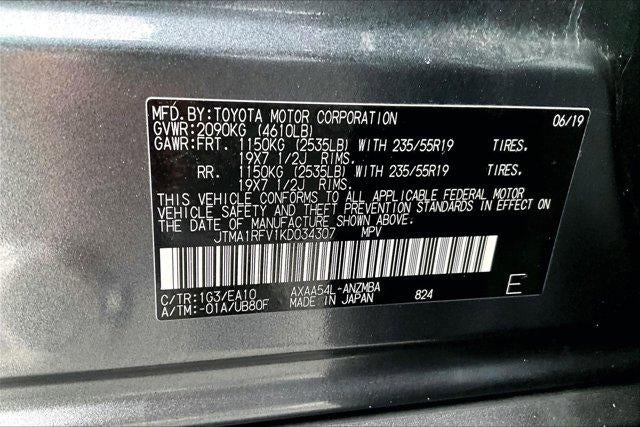 MFD. BY:TOYOTA MOTOR CORPORATION 06/19
GVWR:2090KG (4610LB)
GAWR:FRT. 1150KG (2535LB) WITH 235/55R19 TIRES.
19X7 1/2J RIMS.
RR. 1150KG (2535LB) WITH 235/55R19 TIRES.
19X7 1/2J RIMS.
THIS VEHICLE CONFORMS TO ALL APPLICABLE FEDERAL MOTOR
VEHICLE SAFETY AND THEFT PREVENTION STANDARDS IN EFFECT ON
THE DATE OF MANUFACTURE SHOWN ABOVE.
JTMA1RFV1KD034307 MPV
C/TR:1G3/EA10 AXAA54L-ANZMBA
A/TM:-01A/UB80F MADE IN JAPAN 824 E